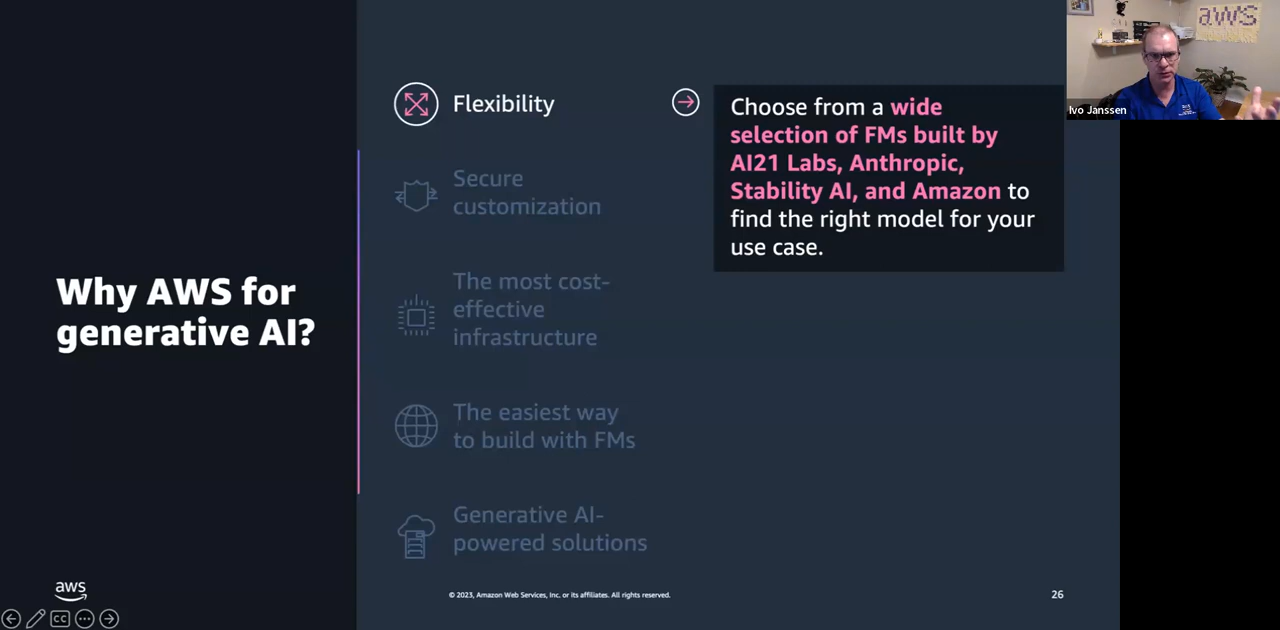 Why AWS for
generative AI?
aws
Flexibility
Secure
customization
The most cost-
effective
infrastructure
The easiest way
to build with FMs
Generative AI-
powered solutions
Choose from a wide
selection of FMs built by
AI21 Labs, Anthropic,
Stability AI, and Amazon to
find the right model for your
use case.
© 2023, Amazon Web Services, Inc. or its affiliates. All rights reserved.
26
CC
aws
Ivo Janssen